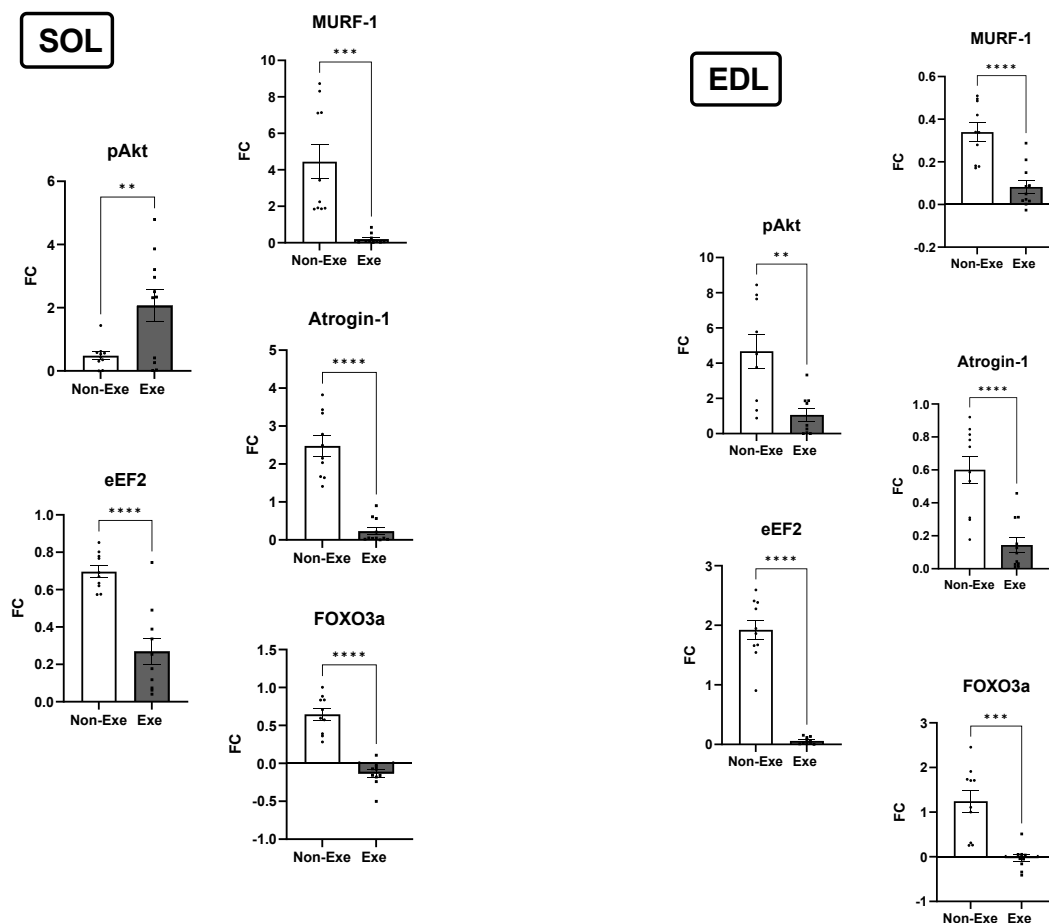 SOL
pAkt
**
FC
6
4
2
0
Non-Exe Exe
eEF2
****
FC
1.0
0.8
0.6
0.4
0.2
0.0
Non-Exe Exe
MURF-1
***
FC
10
8
6
4
2
0
Non-Exe Exe
Atrogin-1
****
FC
5
4
3
2
1
0
Non-Exe Exe
FOXO3a
****
FC
1.5
1.0
0.5
0.0
-0.5
-1.0
Non-Exe Exe
EDL
pAkt
**
FC
10
8
6
4
2
0
Non-Exe Exe
eEF2
****
FC
3
2
1
0
Non-Exe Exe
MURF-1
****
FC
0.6
0.4
0.2
0.0
-0.2
Non-Exe Exe
Atrogin-1
****
FC
1.0
0.8
0.6
0.4
0.2
0.0
Non-Exe Exe
FOXO3a
***
FC
3
2
1
0
-1
Non-Exe Exe